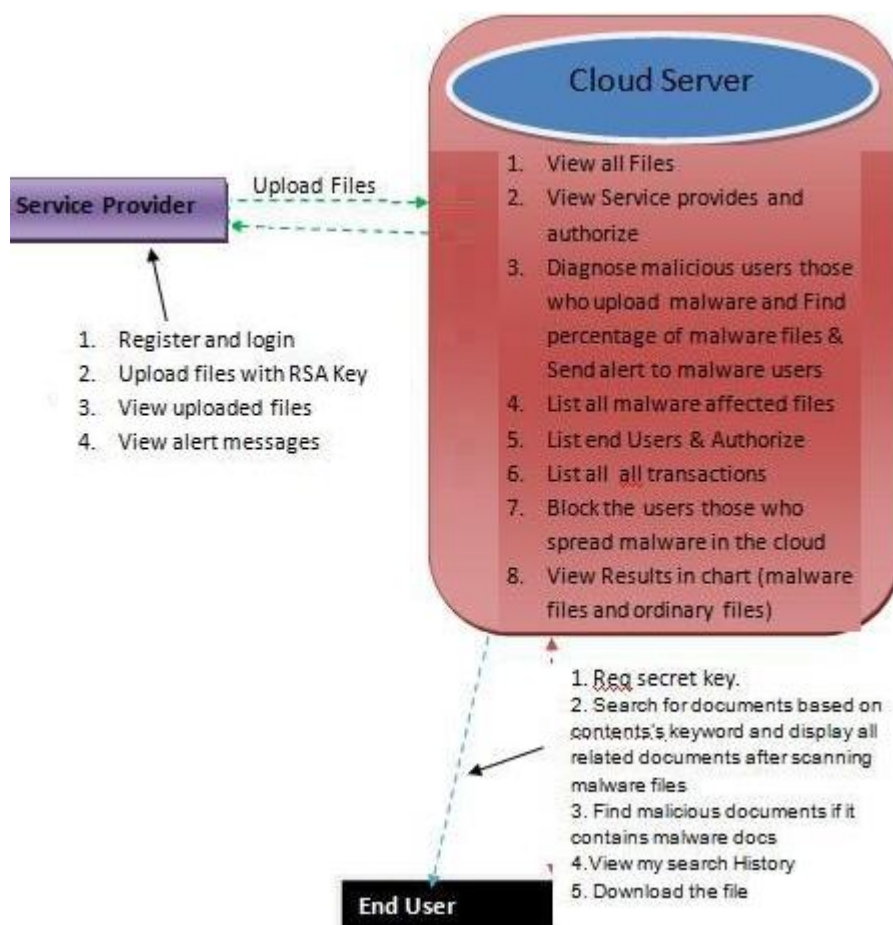 Cloud Server
1. View all Files
2. View Service provides and
authorize
3. Diagnose malicious users those
who upload malware and Find
percentage of malware files &
Send alert to malware users
4. List all malware affected files
5. List end Users & Authorize
6. List all all transactions
7. Block the users those who
spread malware in the cloud
8. View Results in chart (malware
files and ordinary files)
Upload Files
Service Provider
1. Register and login
2. Upload files with RSA Key
3. View uploaded files
4. View alert messages
1. Req secret key.
2. Search for documents based on
contents's keyword and display all
related documents after scanning
malware files
3. Find malicious documents if it
contains malware docs
4.View my search History
5. Download the file
End User